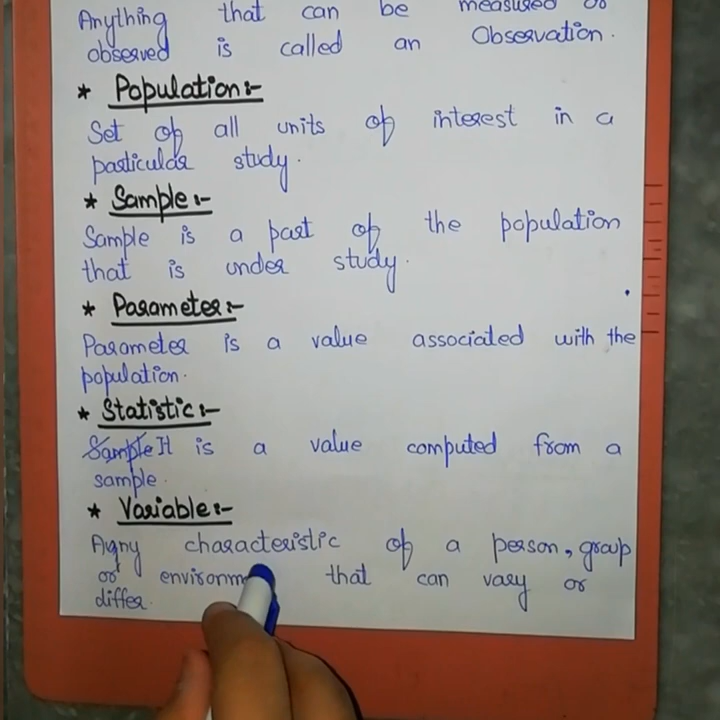 Anything that can be measured or
observed is called an Observation.
* Population:-
Set of all units of interest in a
particular study.
* Sample:-
Sample is a part of the population
that is under study.
* Parameter:-
Parameter is a value associated with the
population.
* Statistic:-
Sample It is a value computed from a
sample.
* Variable:-
characteristic of a person, group
or that can vary or
differ.